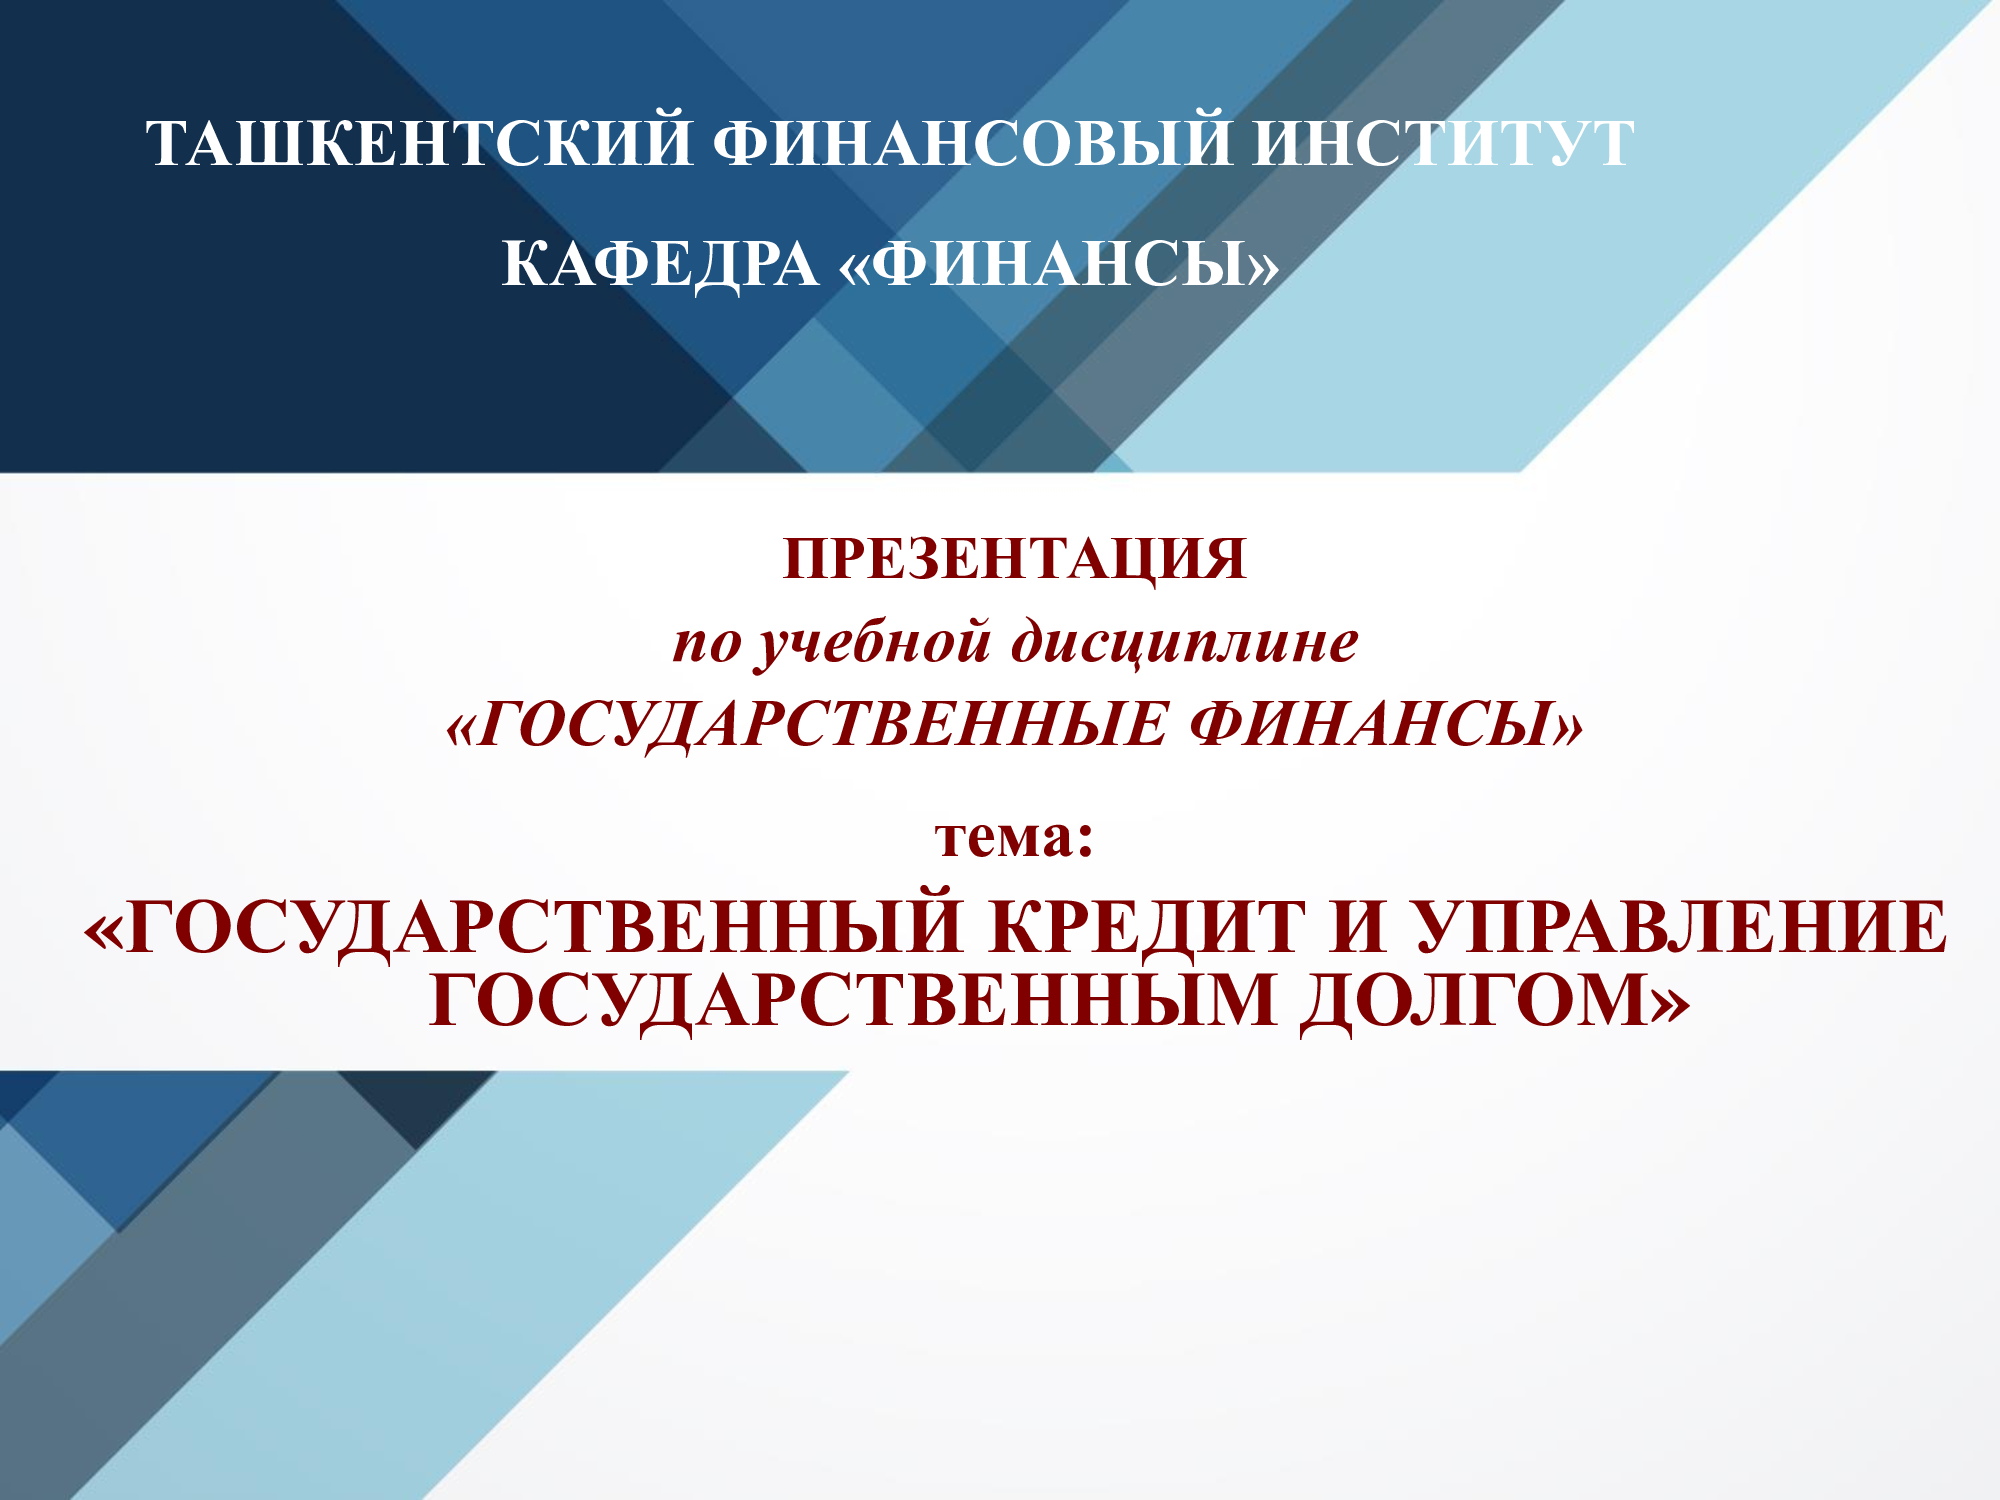 ТАШКЕНТСКИЙ ФИНАНСОВЫЙ ИНСТИТУТ
КАФЕДРА «ФИНАНСЫ»
ПРЕЗЕНТАЦИЯ
по учебной дисциплине
«ГОСУДАРСТВЕННЫЕ ФИНАНСЫ»
тема:
«ГОСУДАРСТВЕННЫЙ КРЕДИТ И УПРАВЛЕНИЕ
ГОСУДАРСТВЕННЫМ ДОЛГОМ»